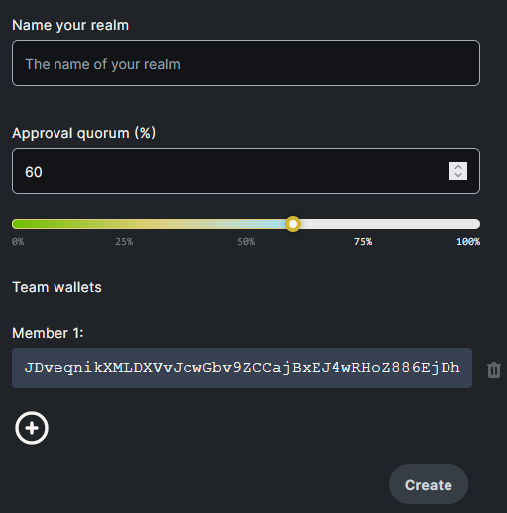 Name your realm
The name of your realm
Approval quorum (%)
60
0% 25% 50% 75% 100%
Team wallets
Member 1:
JDveqnikXMLDXVvJcwGbv9ZCCajBxEJ4wRHoZ886EjDh
Create